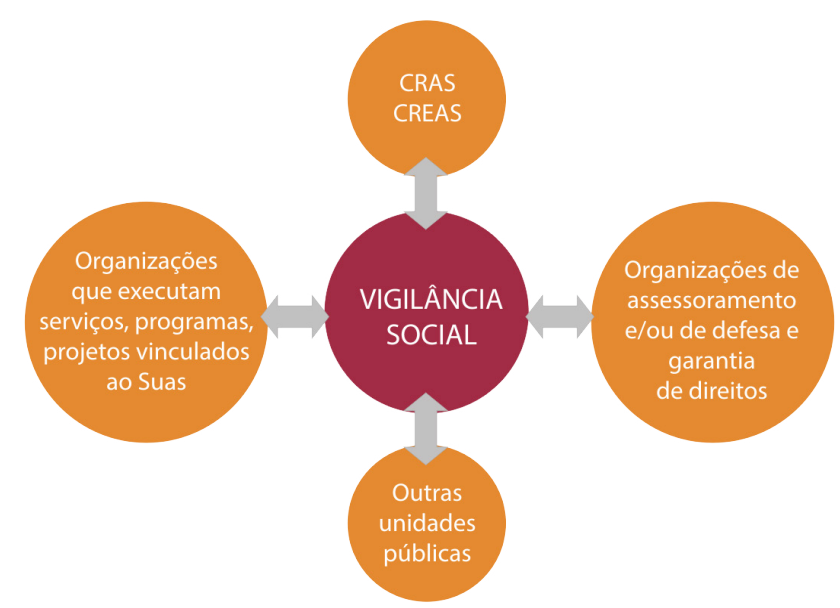 CRAS
CREAS
Organizações
que executam
serviços, programas,
projetos vinculados
ao Suas
VIGILÂNCIA
SOCIAL
Organizações de
assessoramento
e/ou de defesa e
garantia
de direitos
Outras
unidades
públicas